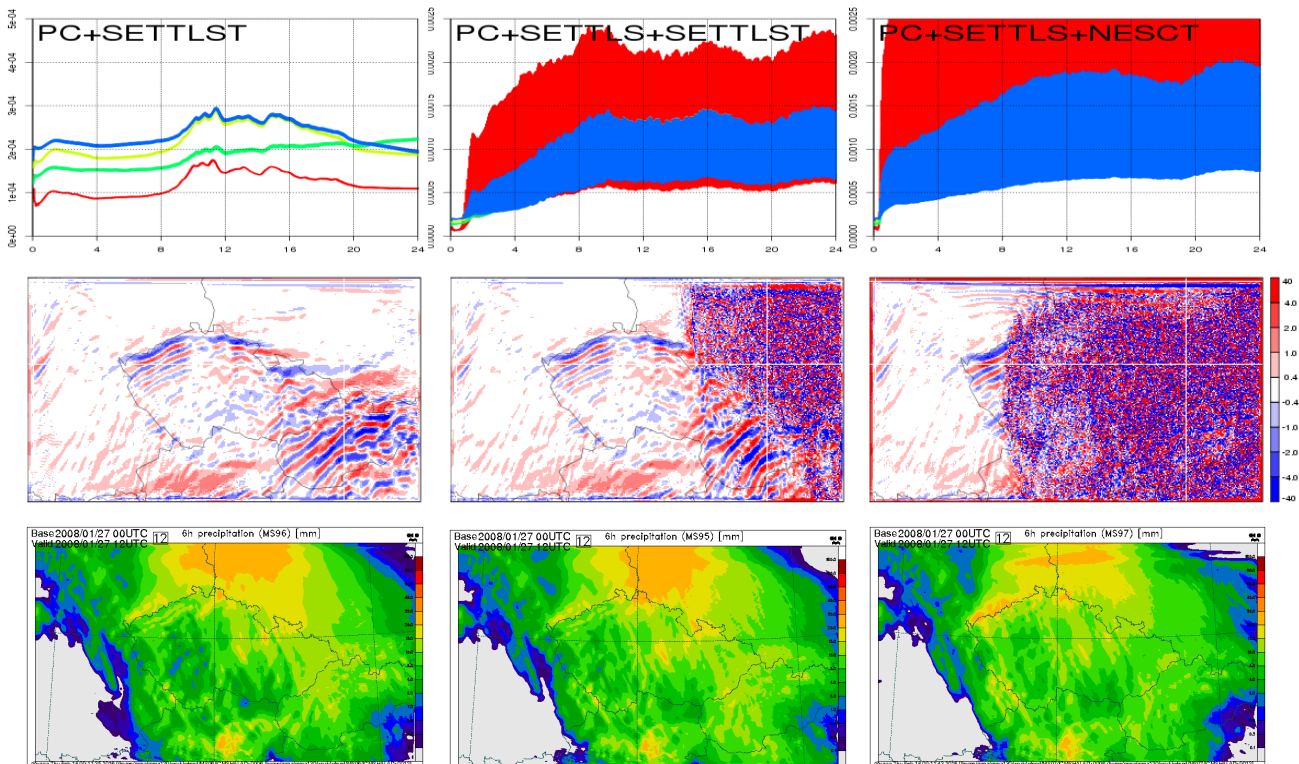 PC+SETTLST
PC+SETTLS+SETTLST
PC+SETTLS+NESCT
5e-04
4e-04
3e-04
2e-04
1e-04
0e+00
0 4 8 12 16 20 24
0.0025
0.0020
0.0015
0.0010
0.0005
0.0000
0 4 8 12 16 20 24
0.0025
0.0020
0.0015
0.0010
0.0005
0.0000
0 4 8 12 16 20 24
40
4.0
2.0
1.0
0.4
-0.4
-1.0
-2.0
-4.0
-40
Base 2008/01/27 00UTC 12 6h precipitation (MS96) [mm]
Valid 2008/01/27 12UTC
Base 2008/01/27 00UTC 12 6h precipitation (MS95) [mm]
Valid 2008/01/27 12UTC
Base 2008/01/27 00UTC 12 6h precipitation (MS97) [mm]
Valid 2008/01/27 12UTC